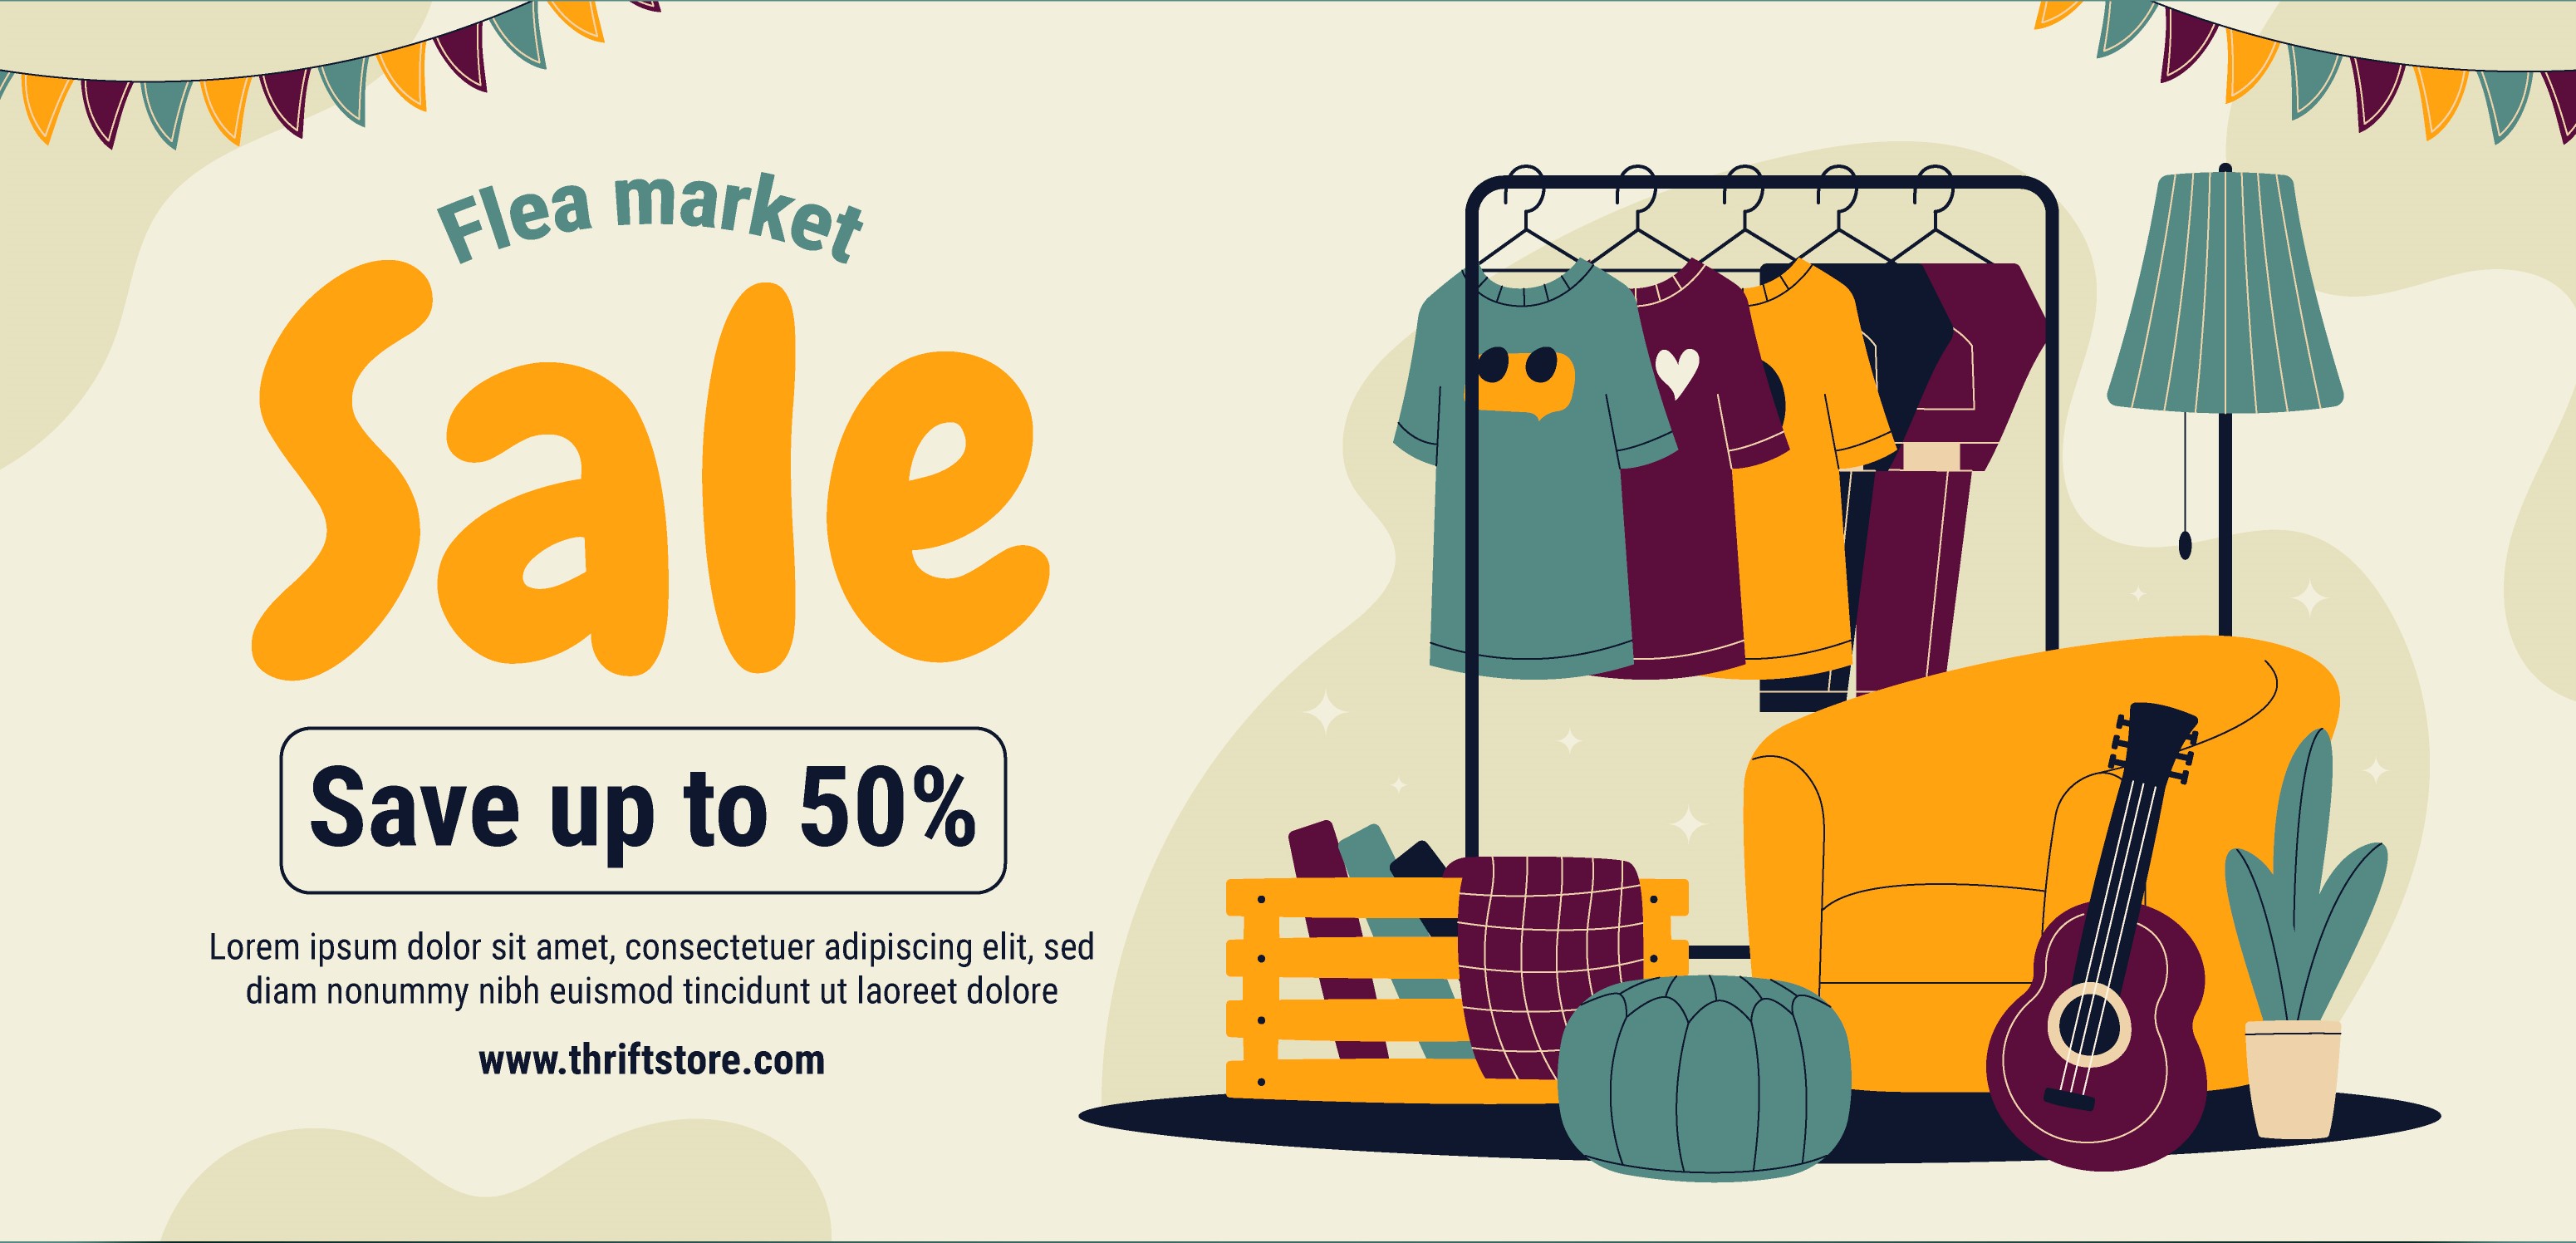 Flea market
Sale
Save up to 50%
Lorem ipsum dolor sit amet, consectetuer adipiscing elit, sed
diam nonummy nibh euismod tincidunt ut laoreet dolore
www.thriftstore.com